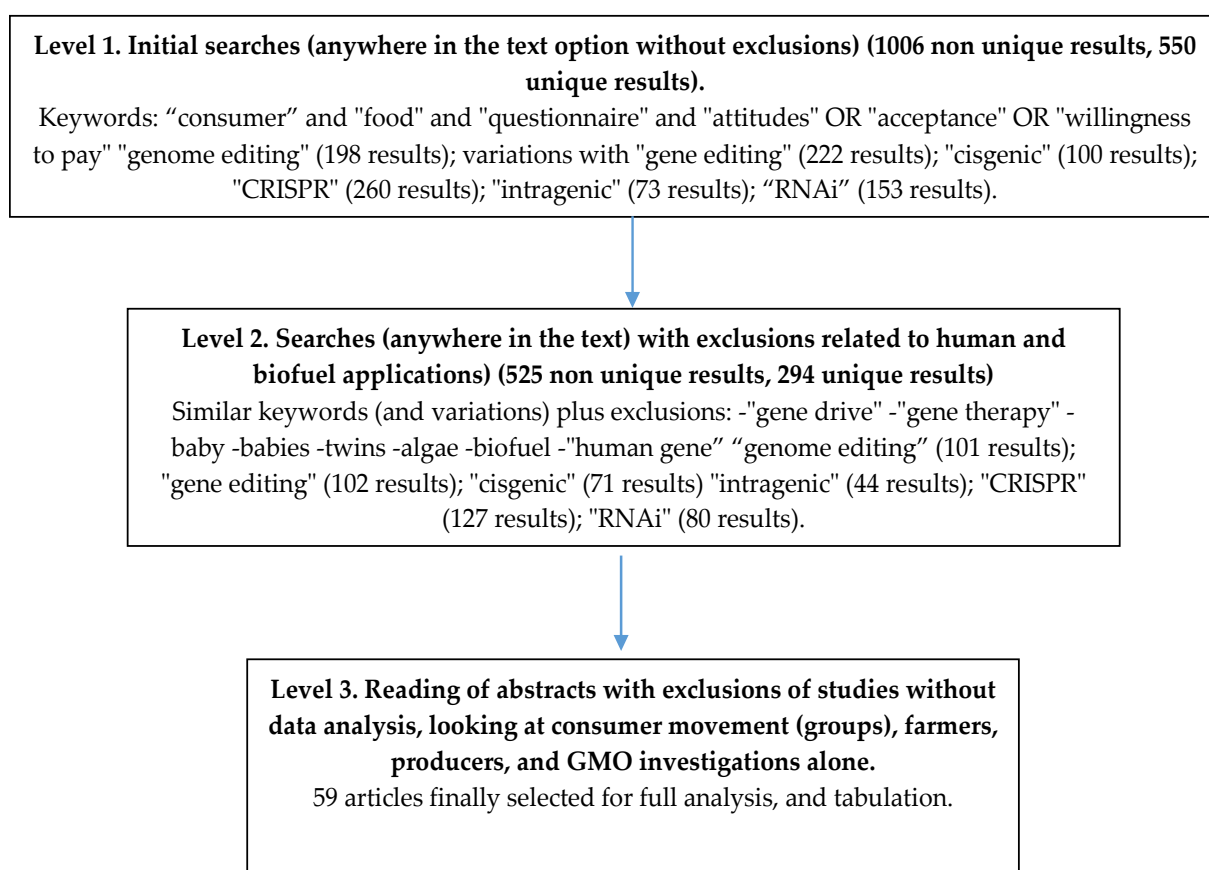 Level 1. Initial searches (anywhere in the text option without exclusions) (1006 non unique results, 550
unique results).
Keywords: “consumer” and "food" and "questionnaire" and "attitudes" OR "acceptance" OR "willingness
to pay" "genome editing" (198 results); variations with "gene editing" (222 results); "cisgenic" (100 results);
"CRISPR" (260 results); "intragenic" (73 results); “RNAi” (153 results).
Level 2. Searches (anywhere in the text) with exclusions related to human and
biofuel applications) (525 non unique results, 294 unique results)
Similar keywords (and variations) plus exclusions: -"gene drive" -"gene therapy" -
baby -babies -twins -algae -biofuel -"human gene” “genome editing” (101 results);
"gene editing" (102 results); "cisgenic" (71 results) "intragenic" (44 results); "CRISPR"
(127 results); "RNAi" (80 results).
Level 3. Reading of abstracts with exclusions of studies without
data analysis, looking at consumer movement (groups), farmers,
producers, and GMO investigations alone.
59 articles finally selected for full analysis, and tabulation.